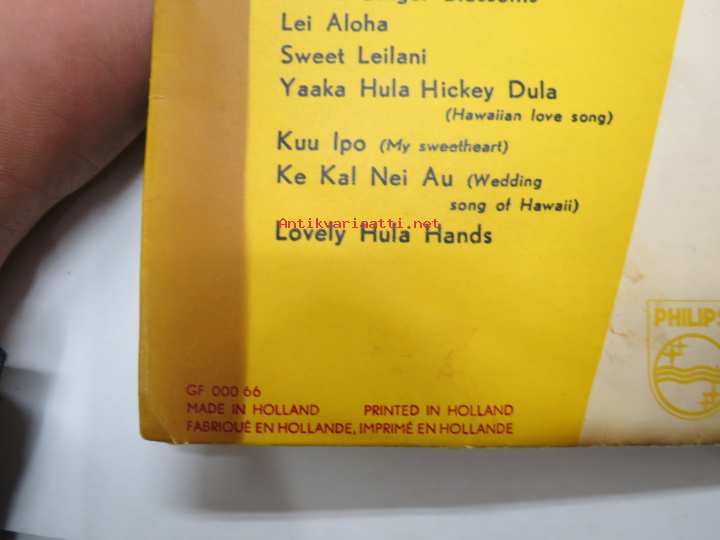 Lei Aloha
Sweet Leilani
Yaaka Hula Hickey Dula
(Hawaiian love song)
Kuu Ipo (My sweetheart)
Ke Kal Nei Au (Wedding
song of Hawaii)
Antikvariaatti.net
Lovely Hula Hands
PHILIPS
GF 000 66
MADE IN HOLLAND PRINTED IN HOLLAND
FABRIQUÉ EN HOLLANDE, IMPRIMÉ EN HOLLANDE